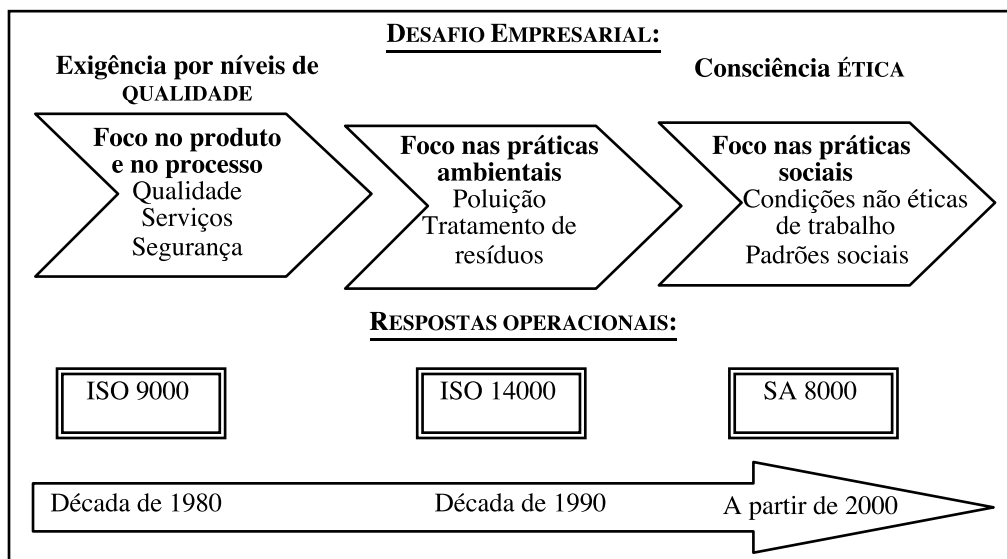 DESAFIO EMPRESARIAL:
Exigência por níveis de
QUALIDADE
Consciência ÉTICA
Foco no produto
e no processo
Qualidade
Serviços
Segurança
Foco nas práticas
ambientais
Poluição
Tratamento de
resíduos
Foco nas práticas
sociais
Condições não éticas
de trabalho
Padrões sociais
RESPOSTAS OPERACIONAIS:
ISO 9000
ISO 14000
SA 8000
Década de 1980
Década de 1990
A partir de 2000